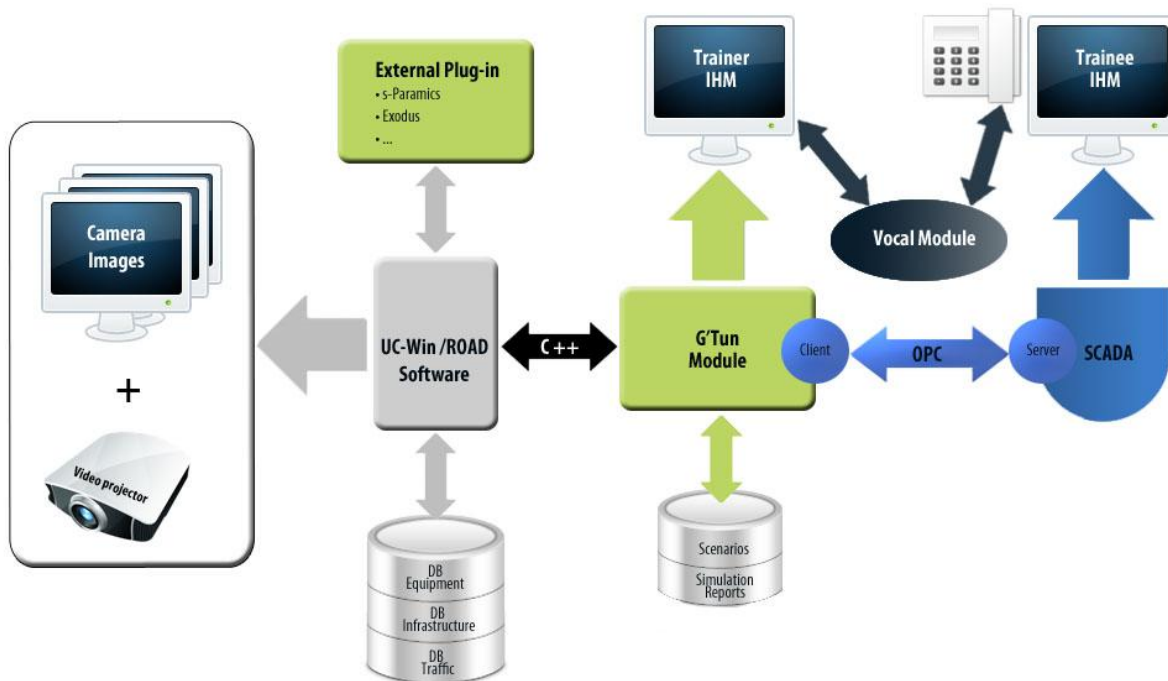 External Plug-in
• s-Paramics
• Exodus
• ...
Trainer
IHM
Trainee
IHM
Camera
Images
+
Video projector
Vocal Module
UC-Win /ROAD
Software
C ++
G'Tun
Module
Client
OPC
Server
SCADA
DB
Equipment
DB
Infrastructure
DB
Traffic
Scenarios
Simulation
Reports